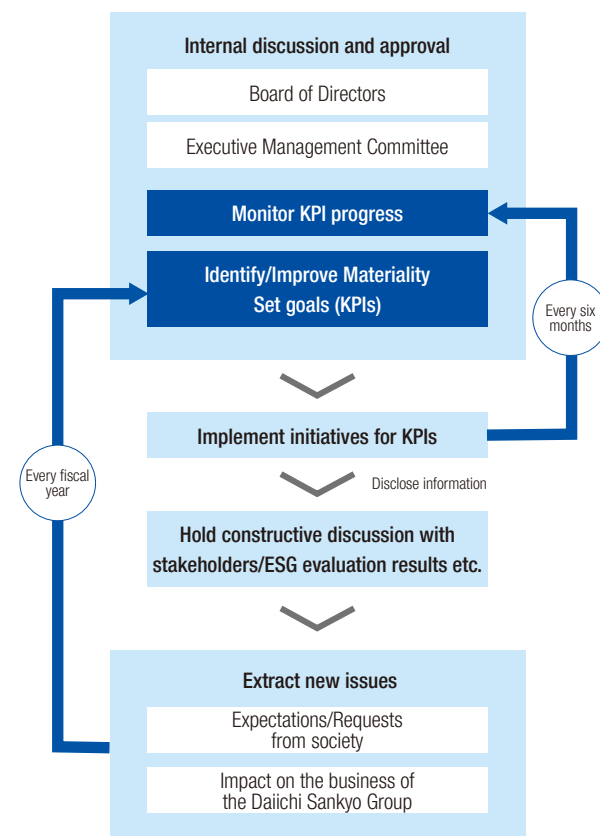 Internal discussion and approval
Board of Directors
Executive Management Committee
Monitor KPI progress
Identify/Improve Materiality
Set goals (KPIs)
Every six
months
Implement initiatives for KPIs
Every fiscal
year
Disclose information
Hold constructive discussion with
stakeholders/ESG evaluation results etc.
Extract new issues
Expectations/Requests
from society
Impact on the business of
the Daiichi Sankyo Group